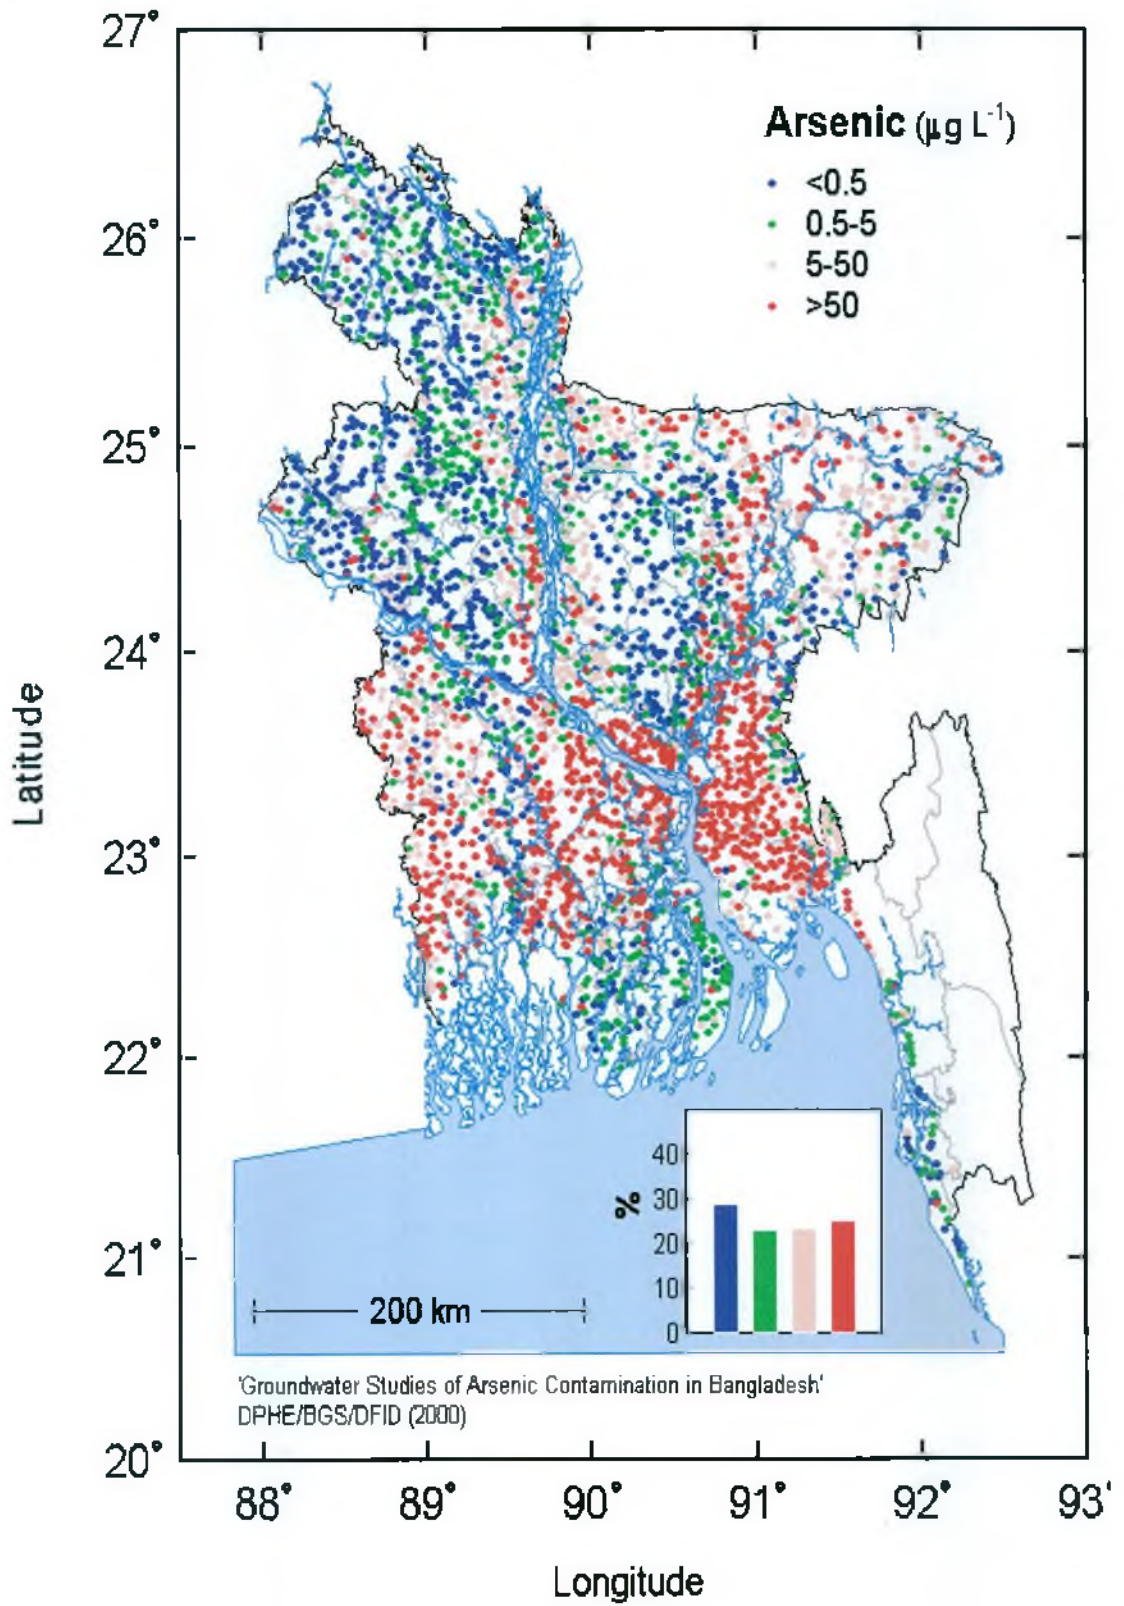 27°
26°
25°
24°
23°
22°
21°
20°
Latitude
Arsenic (µg L⁻¹)
<0.5
0.5-5
5-50
>50
%
40
30
20
10
0
200 km
'Groundwater Studies of Arsenic Contamination in Bangladesh'
DPHE/BGS/DFID (2000)
88° 89° 90° 91° 92° 93°
Longitude